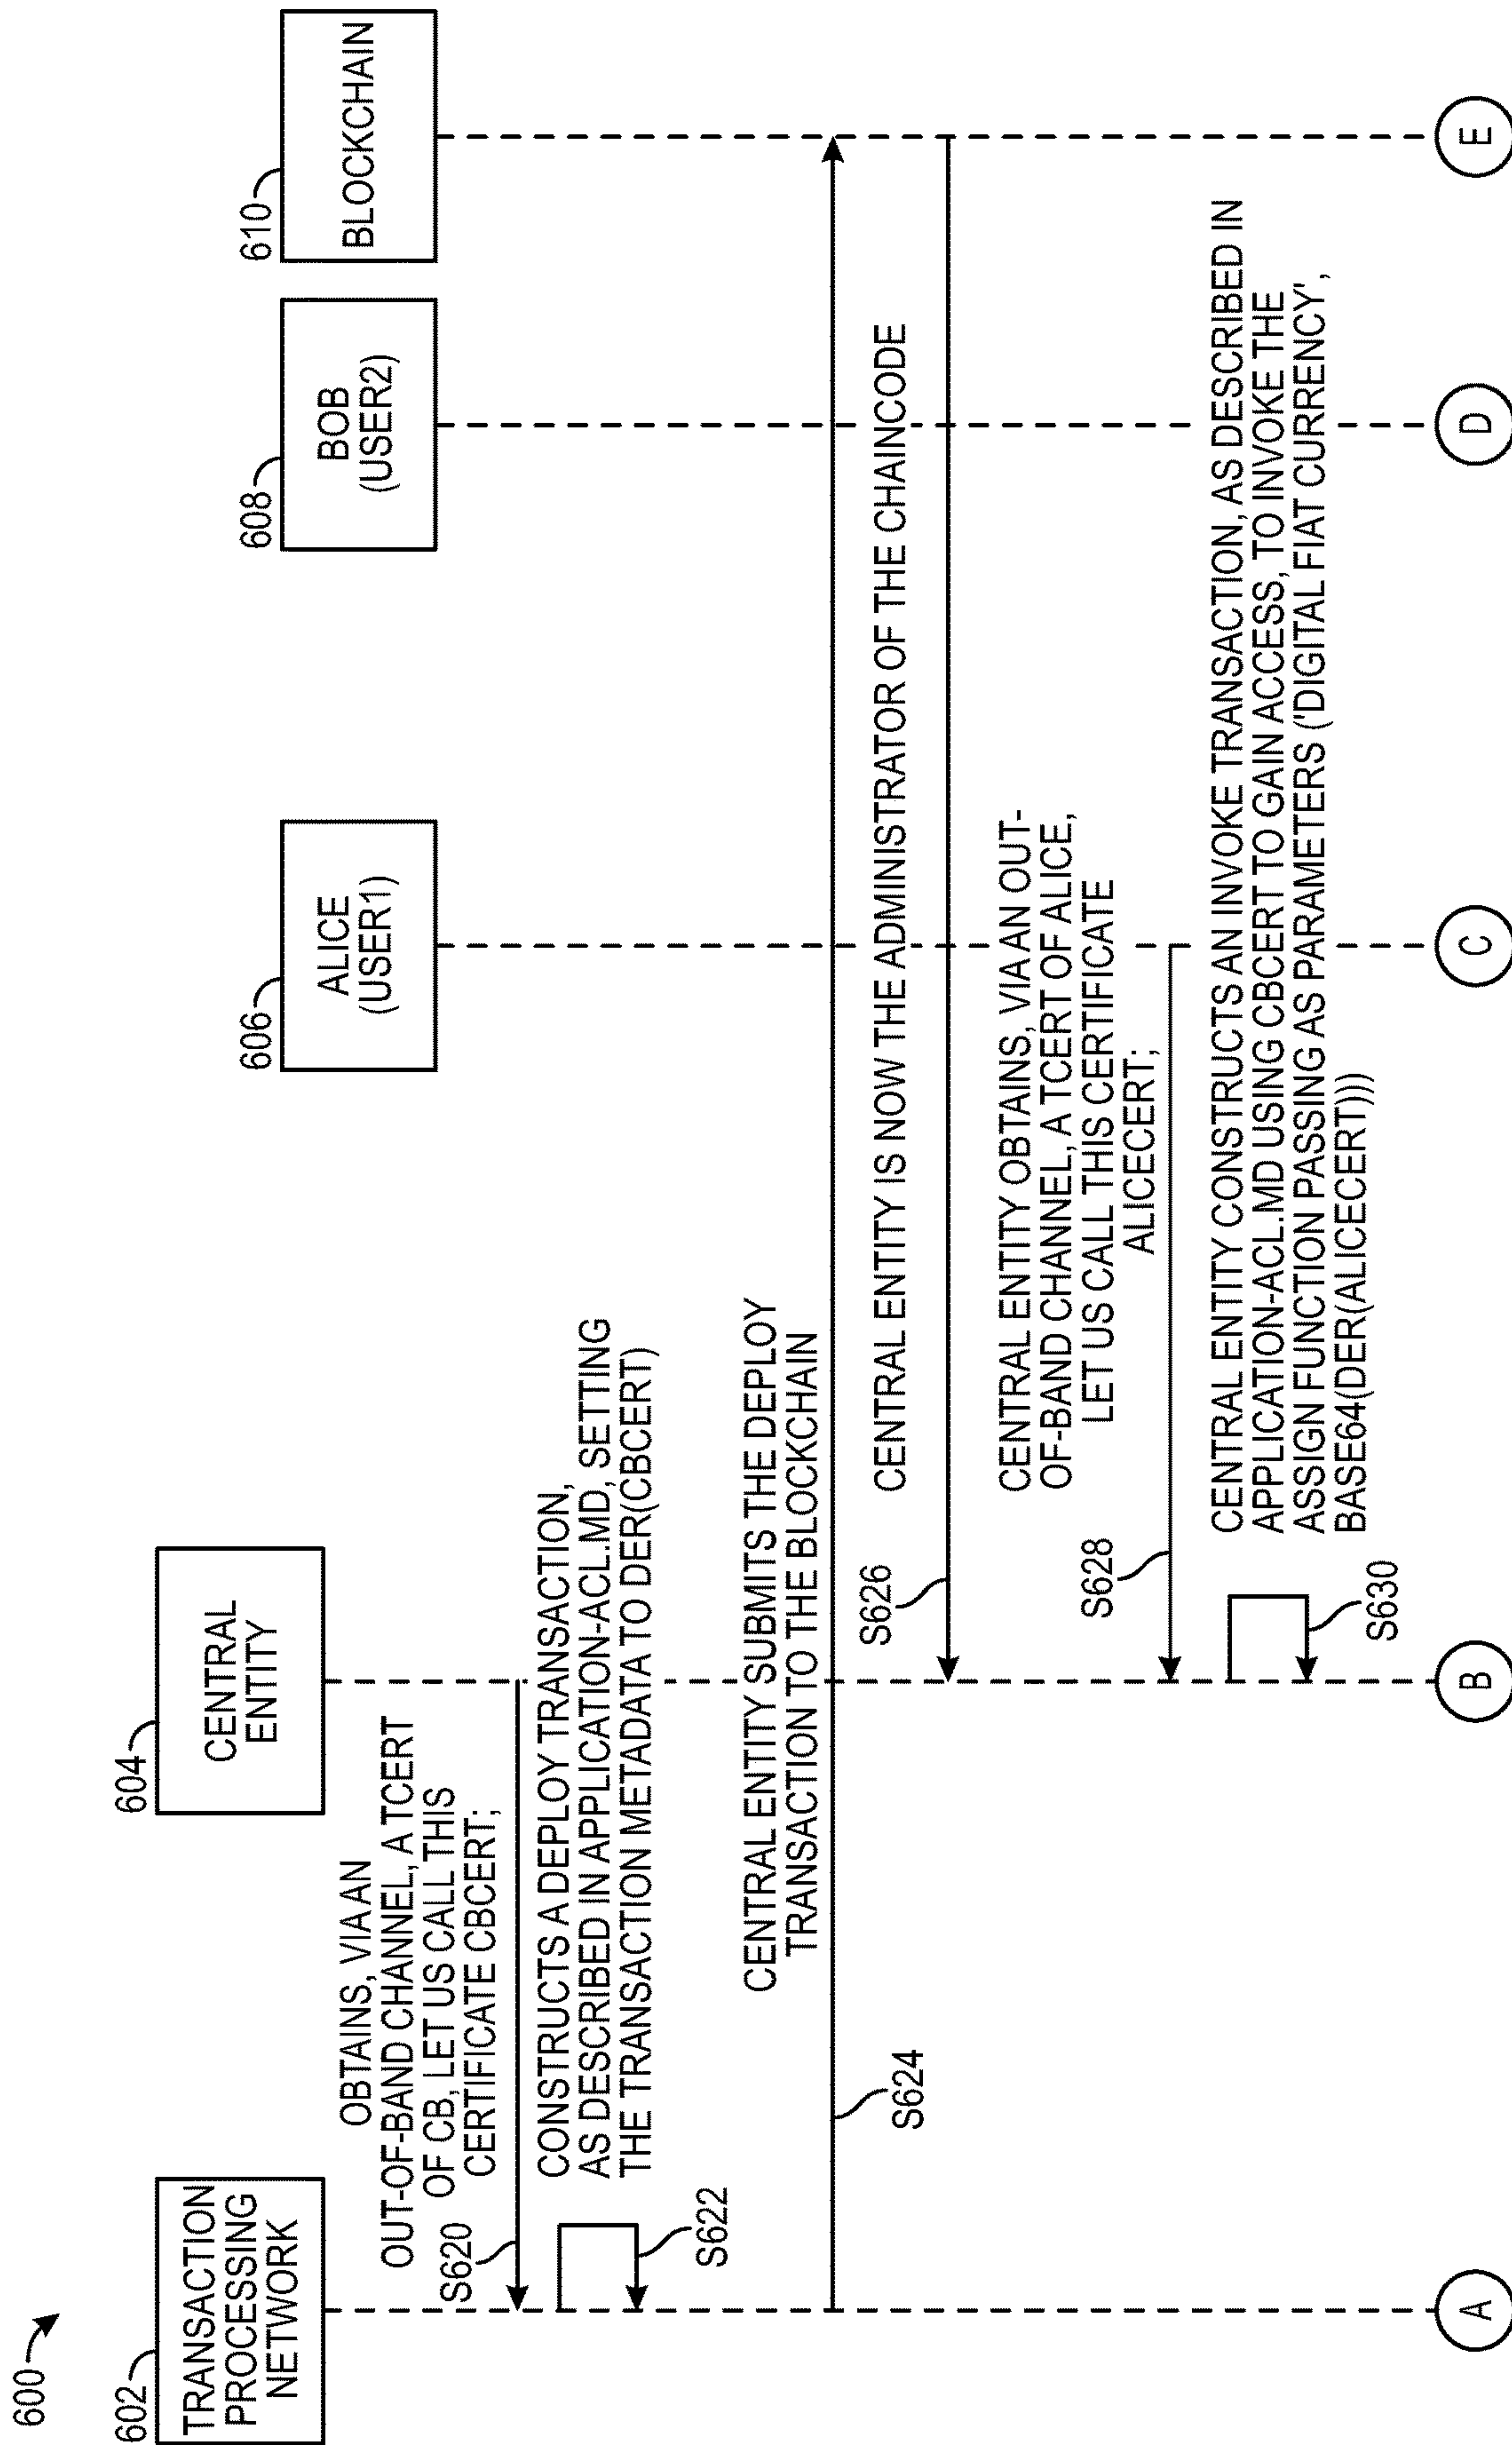 600
602
TRANSACTION
PROCESSING
NETWORK
604
CENTRAL
ENTITY
606
ALICE
(USER1)
608
BOB
(USER2)
610
BLOCKCHAIN
OBTAINS, VIA AN
OUT-OF-BAND CHANNEL, A TCERT
OF CB, LET US CALL THIS
CERTIFICATE CBCERT;
S620
CONSTRUCTS A DEPLOY TRANSACTION,
AS DESCRIBED IN APPLICATION-ACL.MD, SETTING
THE TRANSACTION METADATA TO DER(CBCERT)
S622
CENTRAL ENTITY SUBMITS THE DEPLOY
TRANSACTION TO THE BLOCKCHAIN
S624
CENTRAL ENTITY IS NOW THE ADMINISTRATOR OF THE CHAINCODE
S626
CENTRAL ENTITY OBTAINS, VIA AN OUT-
OF-BAND CHANNEL, A TCERT OF ALICE,
LET US CALL THIS CERTIFICATE
ALICECERT;
S628
CENTRAL ENTITY CONSTRUCTS AN INVOKE TRANSACTION, AS DESCRIBED IN
APPLICATION-ACL.MD USING CBCERT TO GAIN ACCESS, TO INVOKE THE
ASSIGN FUNCTION PASSING AS PARAMETERS ('DIGITAL FIAT CURRENCY',
BASE64(DER(ALICECERT)))
S630
A
B
C
D
E